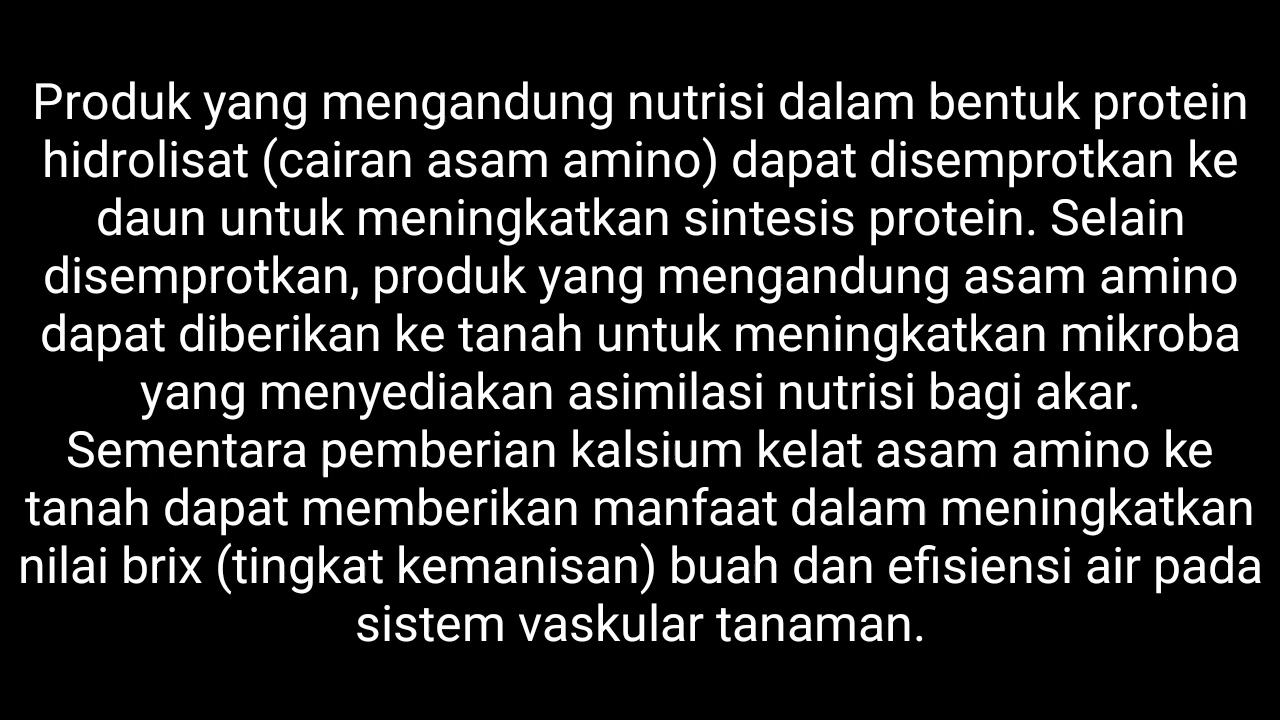 Produk yang mengandung nutrisi dalam bentuk protein
hidrolisat (cairan asam amino) dapat disemprotkan ke
daun untuk meningkatkan sintesis protein. Selain
disemprotkan, produk yang mengandung asam amino
dapat diberikan ke tanah untuk meningkatkan mikroba
yang menyediakan asimilasi nutrisi bagi akar.
Sementara pemberian kalsium kelat asam amino ke
tanah dapat memberikan manfaat dalam meningkatkan
nilai brix (tingkat kemanisan) buah dan efisiensi air pada
sistem vaskular tanaman.